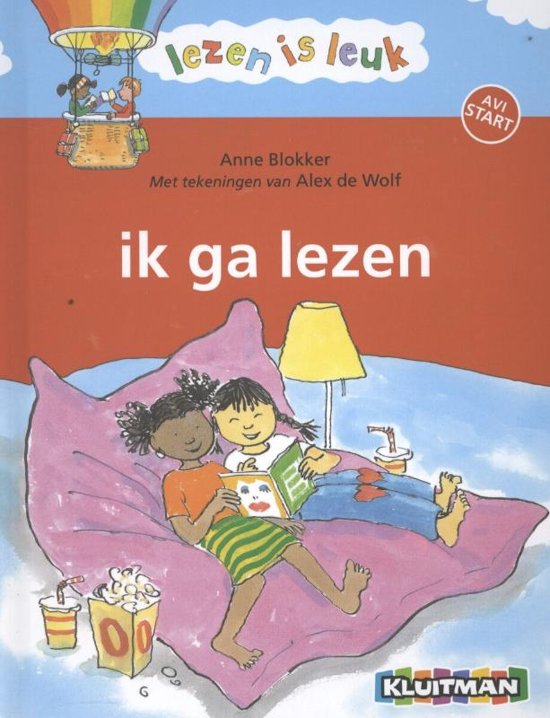 lezen is leuk
AVI
START
Anne Blokker
Met tekeningen van Alex de Wolf
ik ga lezen
KLUITMAN